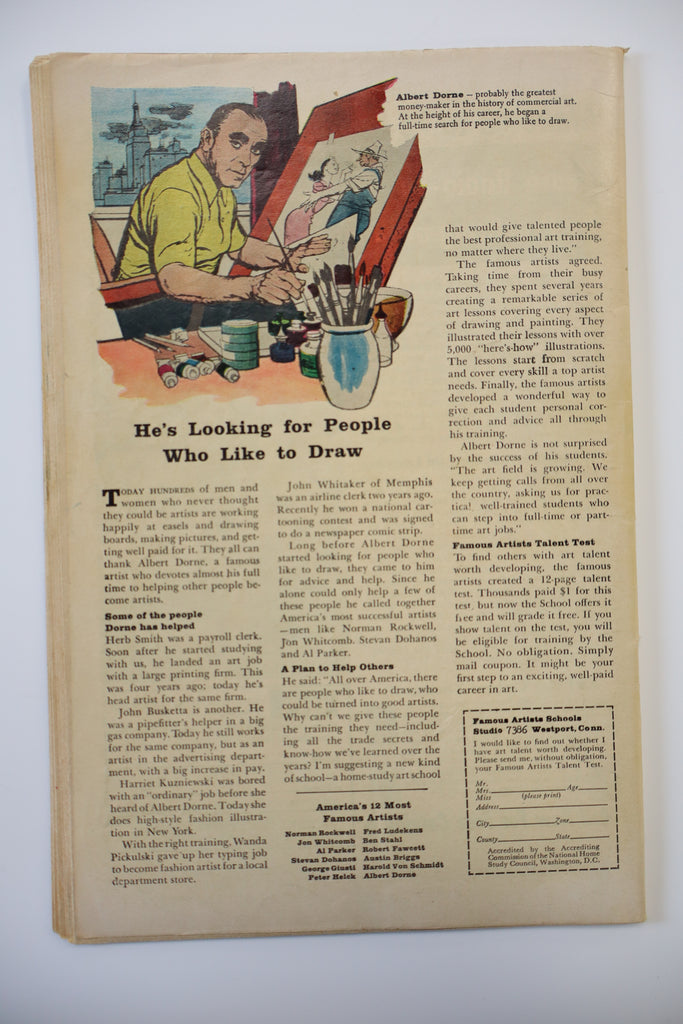 Albert Dorne — probably the greatest
money-maker in the history of commercial art.
At the height of his career, he began a
full-time search for people who like to draw.
He's Looking for People
Who Like to Draw
TODAY HUNDREDS of men and
women who never thought
they could be artists are working
happily at easels and drawing
boards, making pictures, and get-
ting well paid for it. They all can
thank Albert Dorne, a famous
artist who devotes almost his full
time to helping other people be-
come artists.
Some of the people
Dorne has helped
Herb Smith was a payroll clerk.
Soon after he started studying
with us, he landed an art job
with a large printing firm. This
was four years ago; today he's
head artist for the same firm.
John Busketta is another. He
was a pipefitter's helper in a big
gas company. Today he still works
for the same company, but as an
artist in the advertising depart-
ment, with a big increase in pay.
Harriet Kuzniewski was bored
with an "ordinary" job before she
heard of Albert Dorne. Today she
does high-style fashion illustra-
tion in New York.
With the right training, Wanda
Pickulski gave up her typing job
to become fashion artist for a local
department store.
John Whitaker of Memphis
was an airline clerk two years ago.
Recently he won a national car-
tooning contest and was signed
to do a newspaper comic strip.
Long before Albert Dorne
started looking for people who
like to draw, they came to him
for advice and help. Since he
alone could only help a few of
these people he called together
America's most successful artists
—men like Norman Rockwell,
Jon Whitcomb, Stevan Dohanos
and Al Parker.
A Plan to Help Others
He said: "All over America, there
are people who like to draw, who
could be turned into good artists.
Why can't we give these people
the training they need—includ-
ing all the trade secrets and
know-how we've learned over the
years? I'm suggesting a new kind
of school—a home-study art school
America's 12 Most
Famous Artists
Norman Rockwell Fred Ludekens
Jon Whitcomb Ben Stahl
Al Parker Robert Fawcett
Stevan Dohanos Austin Briggs
George Giusti Harold Von Schmidt
Peter Helck Albert Dorne
that would give talented people
the best professional art training,
no matter where they live."
The famous artists agreed.
Taking time from their busy
careers, they spent several years
creating a remarkable series of
art lessons covering every aspect
of drawing and painting. They
illustrated their lessons with over
5,000 "here's-how" illustrations.
The lessons start from scratch
and cover every skill a top artist
needs. Finally, the famous artists
developed a wonderful way to
give each student personal cor-
rection and advice all through
his training.
Albert Dorne is not surprised
by the success of his students.
"The art field is growing. We
keep getting calls from all over
the country, asking us for prac-
tical, well-trained students who
can step into full-time or part-
time art jobs."
Famous Artists Talent Test
To find others with art talent
worth developing, the famous
artists created a 12-page talent
test. Thousands paid $1 for this
test, but now the School offers it
free and will grade it free. If you
show talent on the test, you will
be eligible for training by the
School. No obligation. Simply
mail coupon. It might be your
first step to an exciting, well-paid
career in art.
Famous Artists Schools
Studio 7386 Westport, Conn.
I would like to find out whether I
have art talent worth developing.
Please send me, without obligation,
your Famous Artists Talent Test.
Mr.
Mrs. Age
Miss (please print)
Address
City Zone
County State
Accredited by the Accrediting
Commission of the National Home
Study Council, Washington, D.C.